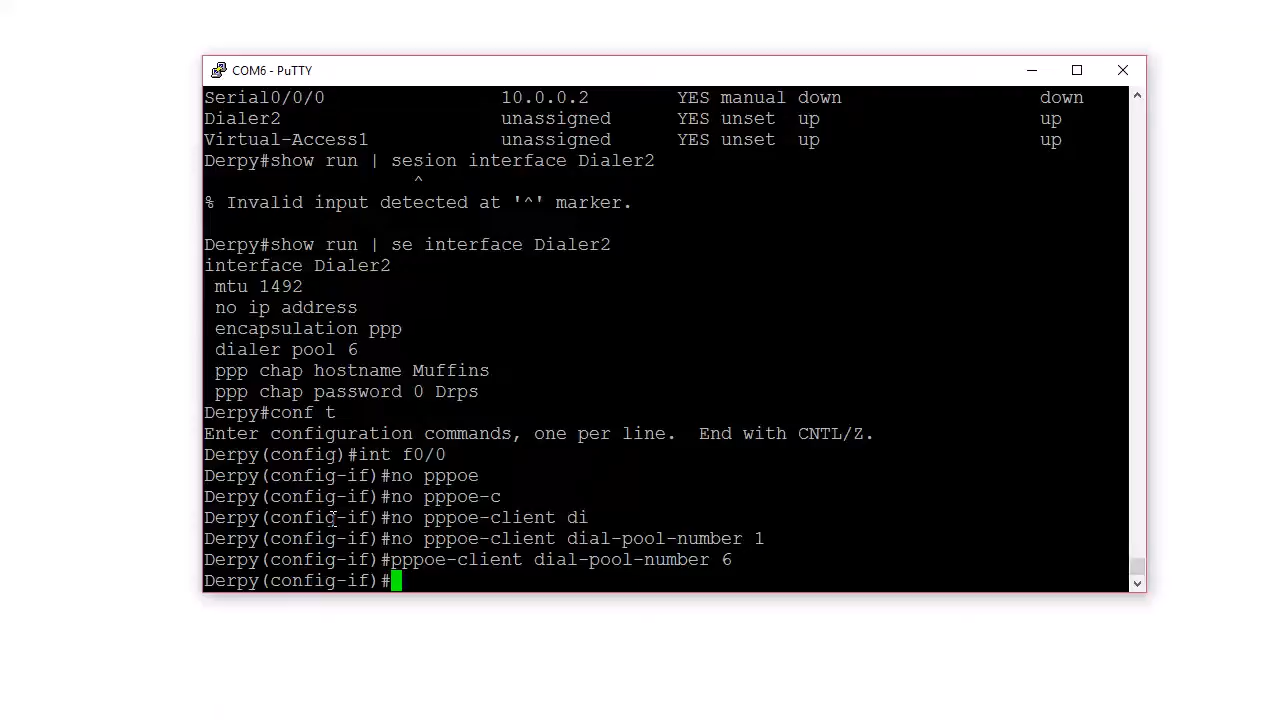 COM6 - PuTTY
Serial0/0/0 10.0.0.2 YES manual down down
Dialer2 unassigned YES unset up up
Virtual-Access1 unassigned YES unset up up
Derpy#show run | sesion interface Dialer2
^
% Invalid input detected at '^' marker.
Derpy#show run | se interface Dialer2
interface Dialer2
mtu 1492
no ip address
encapsulation ppp
dialer pool 6
ppp chap hostname Muffins
ppp chap password 0 Drps
Derpy#conf t
Enter configuration commands, one per line. End with CNTL/Z.
Derpy(config)#int f0/0
Derpy(config-if)#no pppoe
Derpy(config-if)#no pppoe-c
Derpy(config-if)#no pppoe-client di
Derpy(config-if)#no pppoe-client dial-pool-number 1
Derpy(config-if)#pppoe-client dial-pool-number 6
Derpy(config-if)#